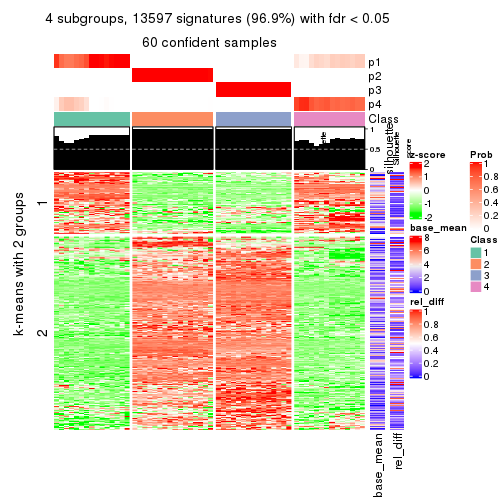 4 subgroups, 13597 signatures (96.9%) with fdr < 0.05
60 confident samples
p1
p2
p3
p4
Class
1
0.5
0
silhouette
Silhouette
score
k-means with 2 groups
1
2
base_mean
rel_diff
z-score
2
1
0
-1
-2
base_mean
8
6
4
2
0
rel_diff
1
0.8
0.6
0.4
0.2
0
Prob
1
0.8
0.6
0.4
0.2
0
Class
1
2
3
4